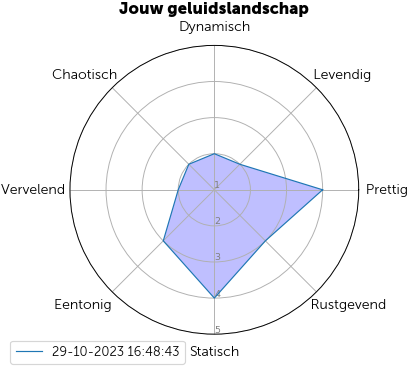 Jouw geluidslandschap
Dynamisch
Chaotisch
Levendig
Vervelend
1
Prettig
2
3
4
Eentonig
Rustgevend
5
29-10-2023 16:48:43
Statisch